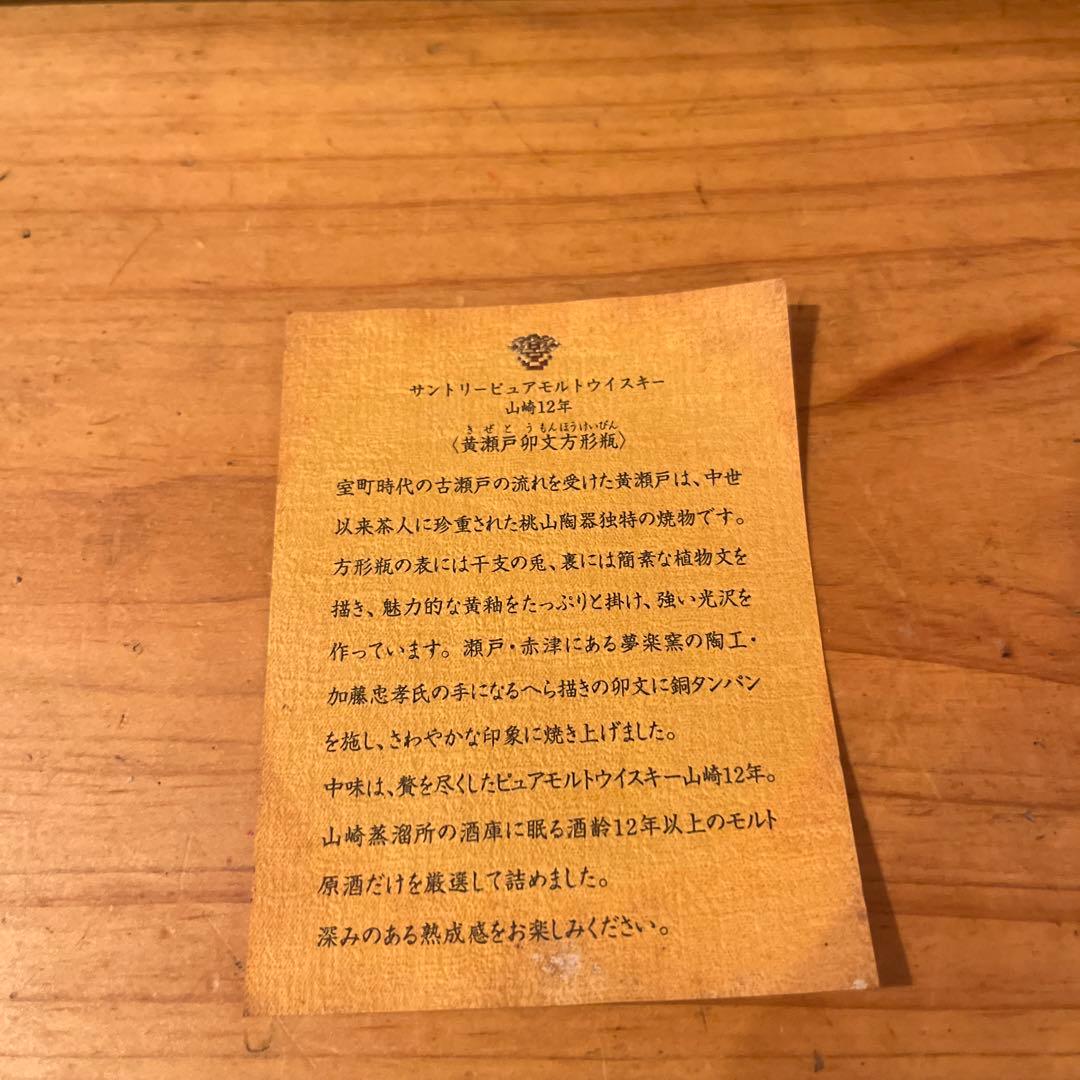 サントリーピュアモルトウイスキー
山崎12年
きぜとうもんほうけいびん
〈黄瀬戸卯文方形瓶〉
室町時代の古瀬戸の流れを受けた黄瀬戸は、中世
以来茶人に珍重された桃山陶器独特の焼物です。
方形瓶の表には干支の兎、裏には簡素な植物文を
描き、魅力的な黄釉をたっぷりと掛け、強い光沢を
作っています。瀬戸・赤津にある夢楽窯の陶工・
加藤忠孝氏の手になるへら描きの卯文に銅タンバン
を施し、さわやかな印象に焼き上げました。
中味は、贅を尽くしたピュアモルトウイスキー山崎12年。
山崎蒸溜所の酒庫に眠る酒齢12年以上のモルト
原酒だけを厳選して詰めました。
深みのある熟成感をお楽しみください。